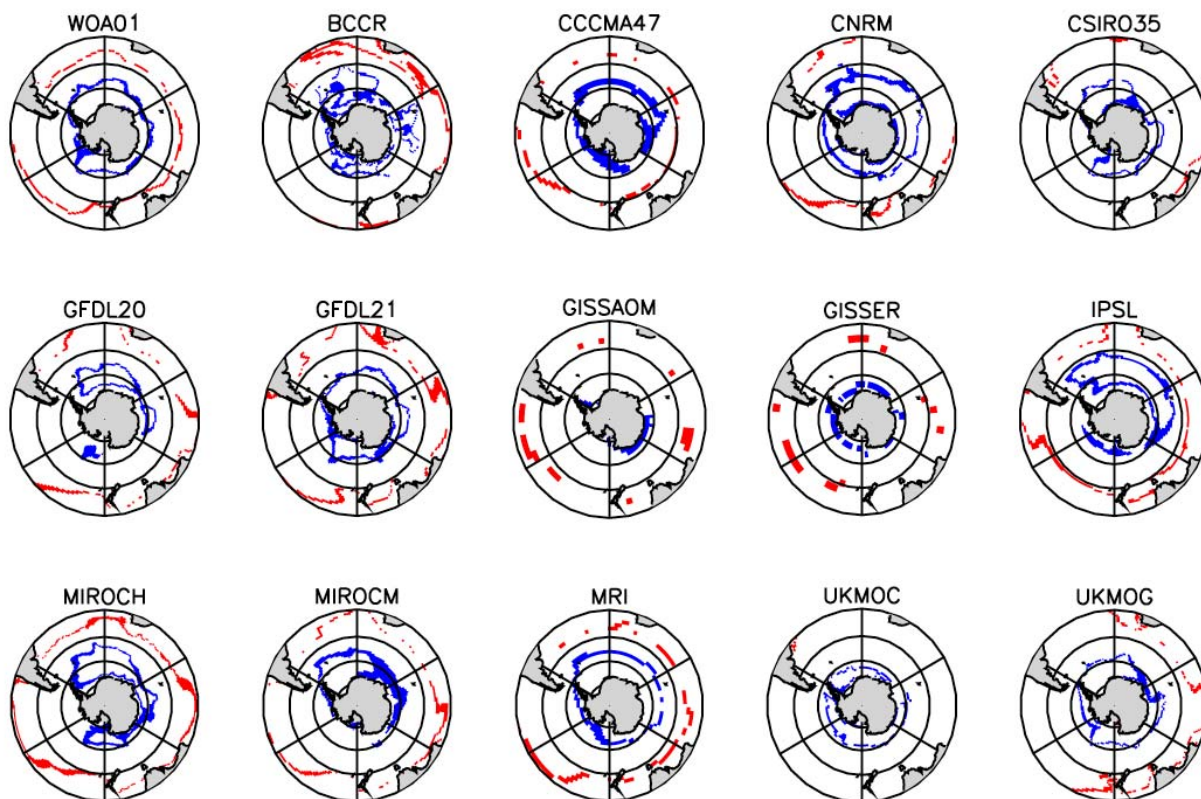 WOA01 BCCR CCCMA47 CNRM CSIRO35
GFDL20 GFDL21 GISSAOM GISSER IPSL
MIROCH MIROCM MRI UKMOC UKMOG